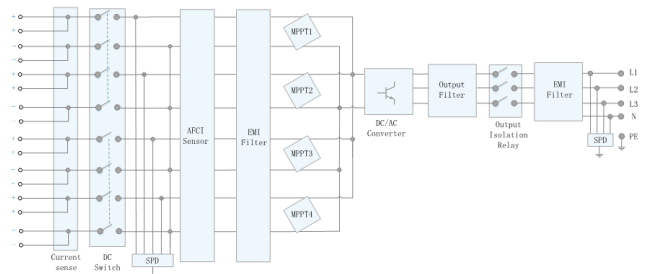 +
+
-
-
+
+
-
-
+
+
-
-
+
+
-
-
Current
sense
DC
Switch
SPD
AFCI
Sensor
EMI
Filter
MPPT1
MPPT2
MPPT3
MPPT4
DC/AC
Converter
Output
Filter
Output
Isolation
Relay
EMI
Filter
SPD
L1
L2
L3
N
PE